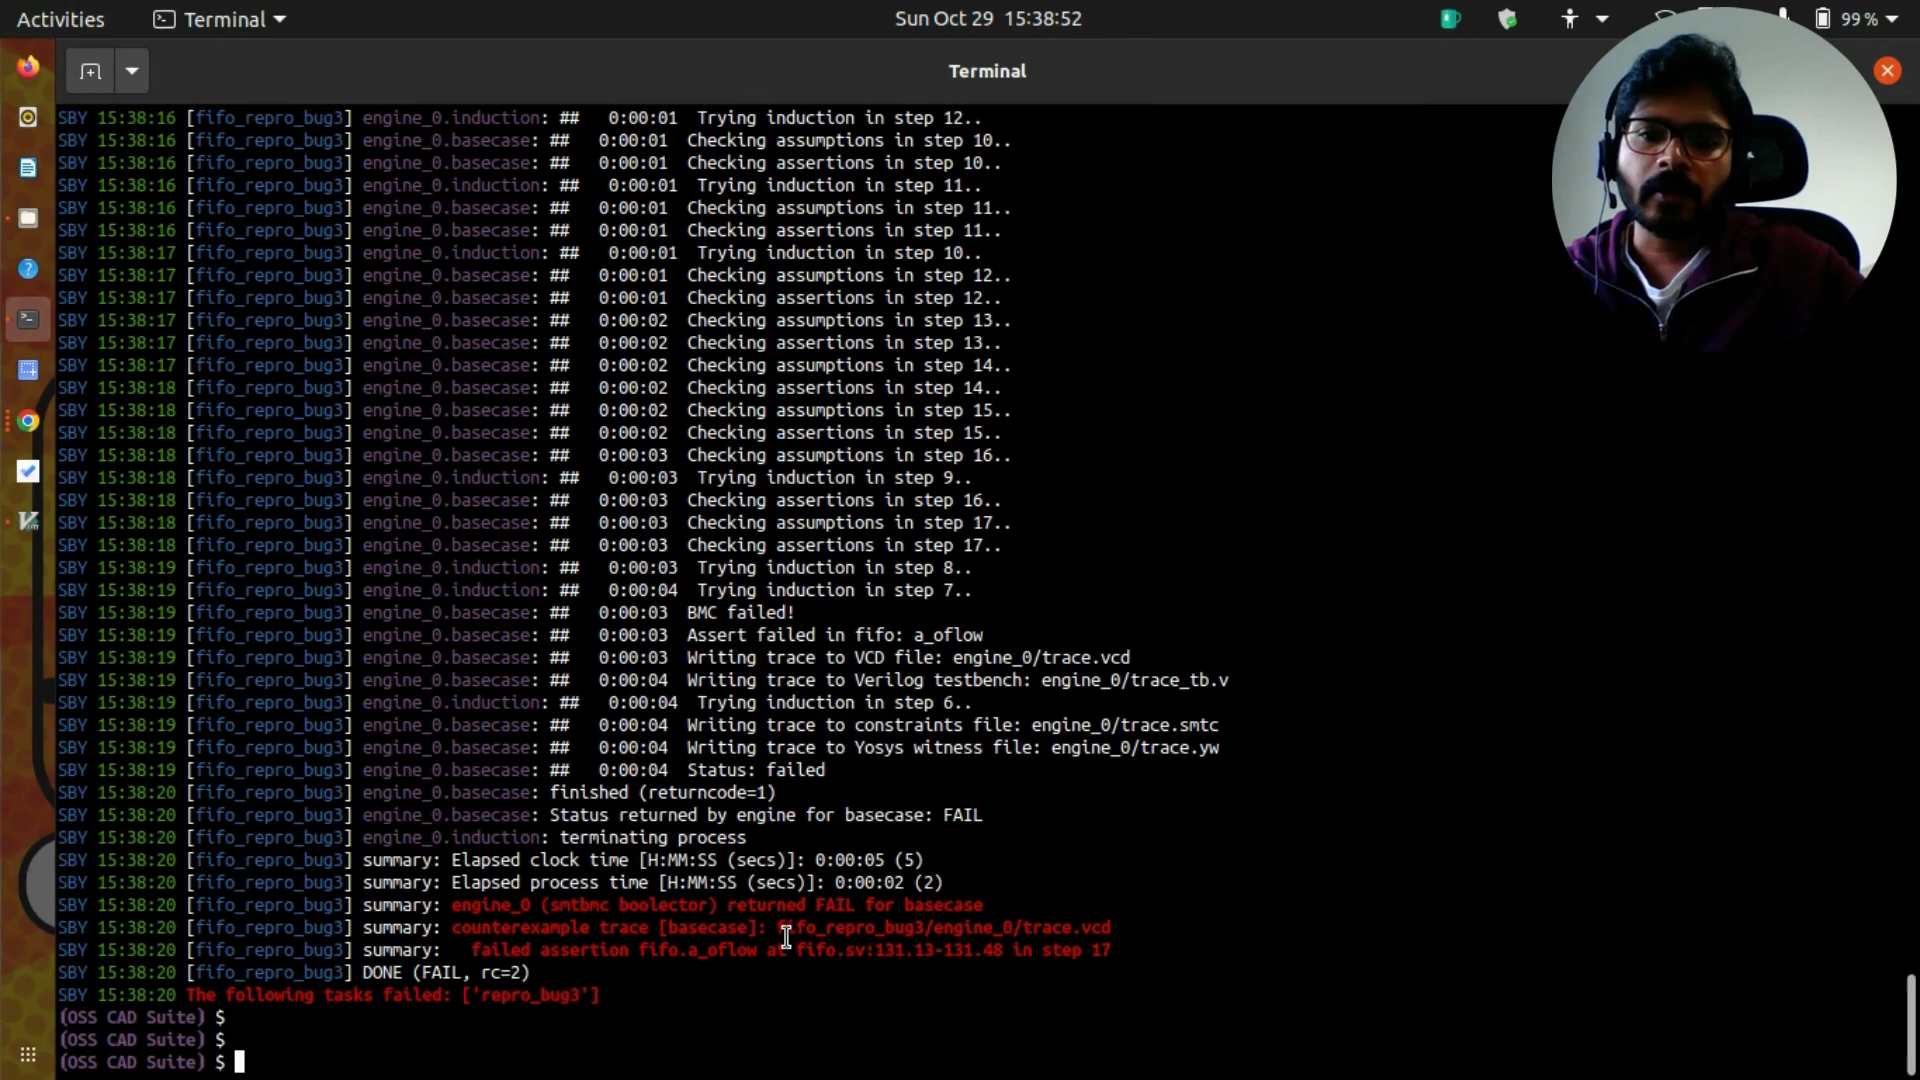 Activities
Terminal
Sun Oct 29 15:38:52
99 %
Terminal
SBY 15:38:16 [fifo_repro_bug3] engine_0.induction: ## 0:00:01 Trying induction in step 12..
SBY 15:38:16 [fifo_repro_bug3] engine_0.basecase: ## 0:00:01 Checking assumptions in step 10..
SBY 15:38:16 [fifo_repro_bug3] engine_0.basecase: ## 0:00:01 Checking assertions in step 10..
SBY 15:38:16 [fifo_repro_bug3] engine_0.induction: ## 0:00:01 Trying induction in step 11..
SBY 15:38:16 [fifo_repro_bug3] engine_0.basecase: ## 0:00:01 Checking assumptions in step 11..
SBY 15:38:16 [fifo_repro_bug3] engine_0.basecase: ## 0:00:01 Checking assertions in step 11..
SBY 15:38:17 [fifo_repro_bug3] engine_0.induction: ## 0:00:01 Trying induction in step 10..
SBY 15:38:17 [fifo_repro_bug3] engine_0.basecase: ## 0:00:01 Checking assumptions in step 12..
SBY 15:38:17 [fifo_repro_bug3] engine_0.basecase: ## 0:00:01 Checking assertions in step 12..
SBY 15:38:17 [fifo_repro_bug3] engine_0.basecase: ## 0:00:02 Checking assumptions in step 13..
SBY 15:38:17 [fifo_repro_bug3] engine_0.basecase: ## 0:00:02 Checking assertions in step 13..
SBY 15:38:17 [fifo_repro_bug3] engine_0.basecase: ## 0:00:02 Checking assumptions in step 14..
SBY 15:38:18 [fifo_repro_bug3] engine_0.basecase: ## 0:00:02 Checking assertions in step 14..
SBY 15:38:18 [fifo_repro_bug3] engine_0.basecase: ## 0:00:02 Checking assumptions in step 15..
SBY 15:38:18 [fifo_repro_bug3] engine_0.basecase: ## 0:00:02 Checking assertions in step 15..
SBY 15:38:18 [fifo_repro_bug3] engine_0.basecase: ## 0:00:03 Checking assumptions in step 16..
SBY 15:38:18 [fifo_repro_bug3] engine_0.induction: ## 0:00:03 Trying induction in step 9..
SBY 15:38:18 [fifo_repro_bug3] engine_0.basecase: ## 0:00:03 Checking assertions in step 16..
SBY 15:38:18 [fifo_repro_bug3] engine_0.basecase: ## 0:00:03 Checking assumptions in step 17..
SBY 15:38:18 [fifo_repro_bug3] engine_0.basecase: ## 0:00:03 Checking assertions in step 17..
SBY 15:38:19 [fifo_repro_bug3] engine_0.induction: ## 0:00:03 Trying induction in step 8..
SBY 15:38:19 [fifo_repro_bug3] engine_0.induction: ## 0:00:04 Trying induction in step 7..
SBY 15:38:19 [fifo_repro_bug3] engine_0.basecase: ## 0:00:03 BMC failed!
SBY 15:38:19 [fifo_repro_bug3] engine_0.basecase: ## 0:00:03 Assert failed in fifo: a_oflow
SBY 15:38:19 [fifo_repro_bug3] engine_0.basecase: ## 0:00:03 Writing trace to VCD file: engine_0/trace.vcd
SBY 15:38:19 [fifo_repro_bug3] engine_0.basecase: ## 0:00:04 Writing trace to Verilog testbench: engine_0/trace_tb.v
SBY 15:38:19 [fifo_repro_bug3] engine_0.induction: ## 0:00:04 Trying induction in step 6..
SBY 15:38:19 [fifo_repro_bug3] engine_0.basecase: ## 0:00:04 Writing trace to constraints file: engine_0/trace.smtc
SBY 15:38:19 [fifo_repro_bug3] engine_0.basecase: ## 0:00:04 Writing trace to Yosys witness file: engine_0/trace.yw
SBY 15:38:19 [fifo_repro_bug3] engine_0.basecase: ## 0:00:04 Status: failed
SBY 15:38:20 [fifo_repro_bug3] engine_0.basecase: finished (returncode=1)
SBY 15:38:20 [fifo_repro_bug3] engine_0.basecase: Status returned by engine for basecase: FAIL
SBY 15:38:20 [fifo_repro_bug3] engine_0.induction: terminating process
SBY 15:38:20 [fifo_repro_bug3] summary: Elapsed clock time [H:MM:SS (secs)]: 0:00:05 (5)
SBY 15:38:20 [fifo_repro_bug3] summary: Elapsed process time [H:MM:SS (secs)]: 0:00:02 (2)
SBY 15:38:20 [fifo_repro_bug3] summary: engine_0 (smtbmc boolector) returned FAIL for basecase
SBY 15:38:20 [fifo_repro_bug3] summary: counterexample trace [basecase]: fifo_repro_bug3/engine_0/trace.vcd
SBY 15:38:20 [fifo_repro_bug3] summary: failed assertion fifo.a_oflow at fifo.sv:131.13-131.48 in step 17
SBY 15:38:20 [fifo_repro_bug3] DONE (FAIL, rc=2)
SBY 15:38:20 The following tasks failed: ['repro_bug3']
(OSS CAD Suite) $
(OSS CAD Suite) $
(OSS CAD Suite) $